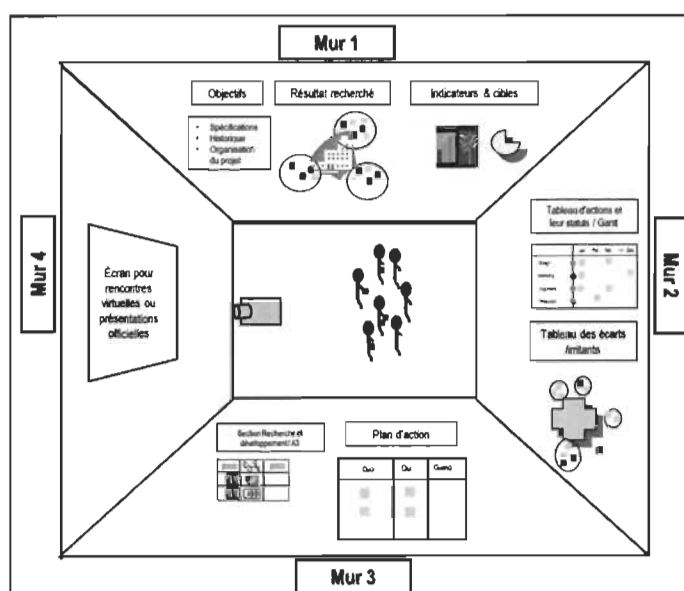 Mur 1
Objectifs
Résultat recherché
Indicateurs & cibles
• Spécifications
• Historique
• Organisation
du projet
Mur 4
Écran pour
rencontres
virtuelles ou
présentations
officielles
Tableau d'actions et
leur statuts / Gantt
Mur 2
Tableau des écarts
/irritants
Section Recherche et
développement / A3
Plan d'action
Quoi
Qui
Quand
Mur 3